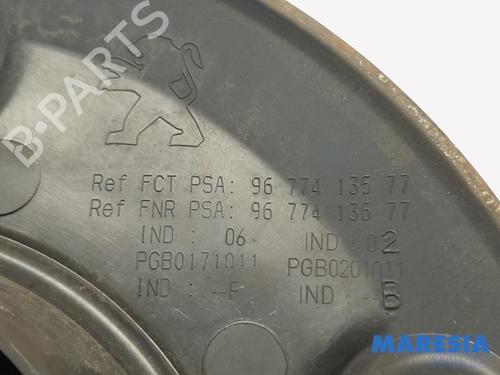 B-PARTS
Ref FCT PSA: 96 774 135 77
Ref FNR PSA: 96 774 136 77
IND : 06 IND : 02
PGB0171011 PGB0201011
IND : --F IND : --B
MARESIA